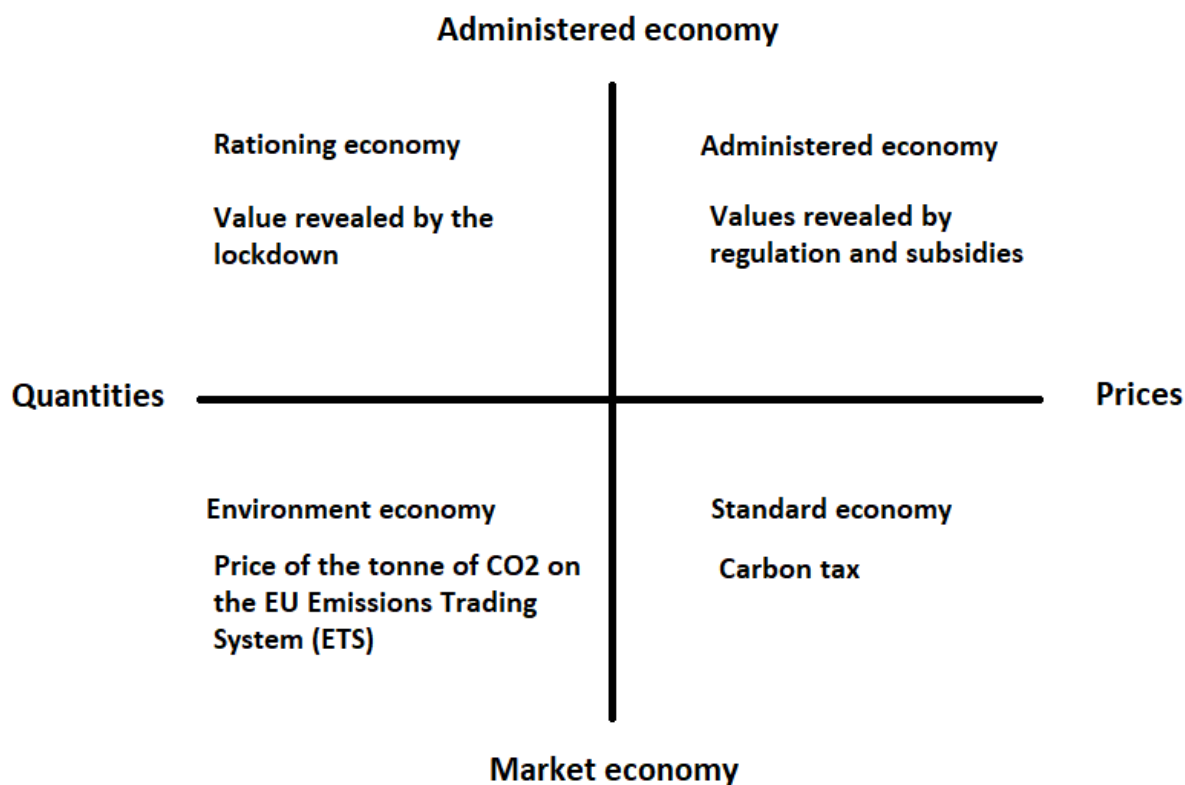 Administered economy
Rationing economy
Value revealed by the
lockdown
Administered economy
Values revealed by
regulation and subsidies
Quantities
Prices
Environment economy
Price of the tonne of CO2 on
the EU Emissions Trading
System (ETS)
Standard economy
Carbon tax
Market economy